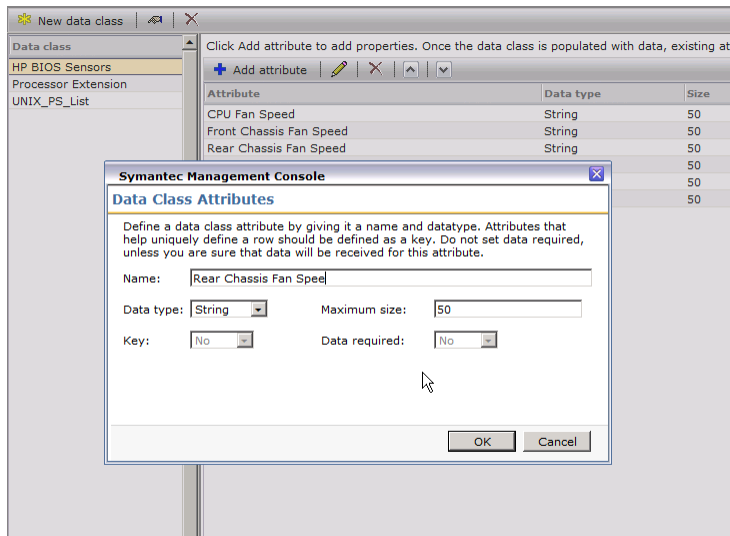 New data class
Data class
HP BIOS Sensors
Processor Extension
UNIX_PS_List
Click Add attribute to add properties. Once the data class is populated with data, existing at
Add attribute
Attribute Data type Size
CPU Fan Speed String 50
Front Chassis Fan Speed String 50
Rear Chassis Fan Speed String 50
50
50
50
Symantec Management Console
Data Class Attributes
Define a data class attribute by giving it a name and datatype. Attributes that
help uniquely define a row should be defined as a key. Do not set data required,
unless you are sure that data will be received for this attribute.
Name: Rear Chassis Fan Spee
Data type: String Maximum size: 50
Key: No Data required: No
OK Cancel